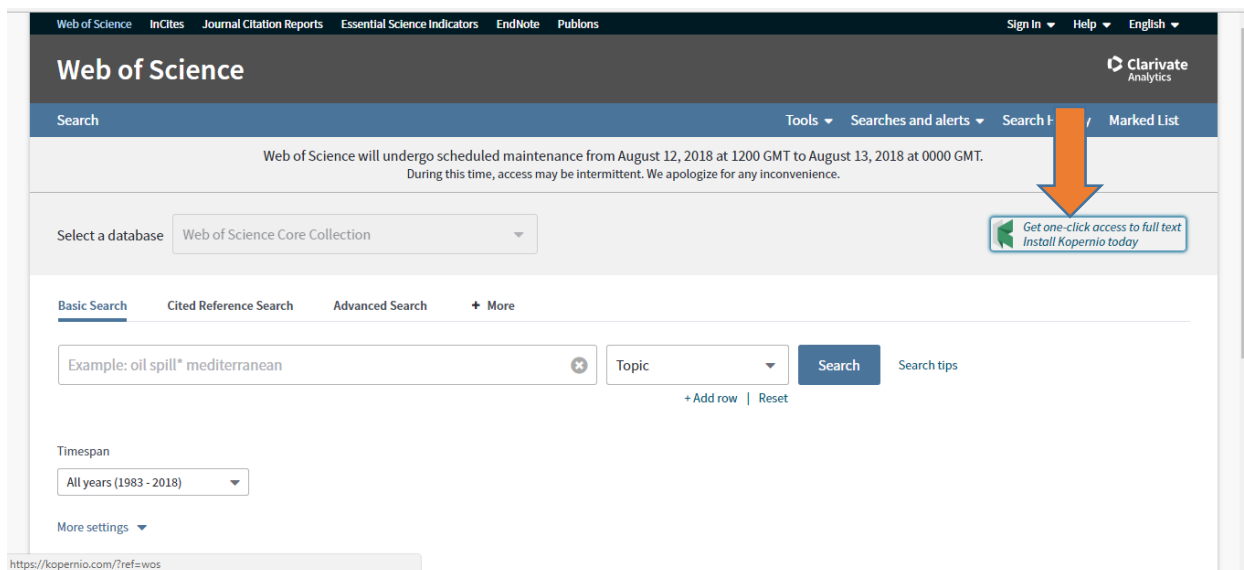 Web of Science InCites Journal Citation Reports Essential Science Indicators EndNote Publons Sign In Help English
Web of Science
Clarivate
Analytics
Search Tools Searches and alerts Search Marked List
Web of Science will undergo scheduled maintenance from August 12, 2018 at 1200 GMT to August 13, 2018 at 0000 GMT.
During this time, access may be intermittent. We apologize for any inconvenience.
Select a database Web of Science Core Collection
Get one-click access to full text
Install Kopernio today
Basic Search Cited Reference Search Advanced Search + More
Example: oil spill* mediterranean Topic Search Search tips
+ Add row | Reset
Timespan
All years (1983 - 2018)
More settings
https://kopernio.com/?ref=wos